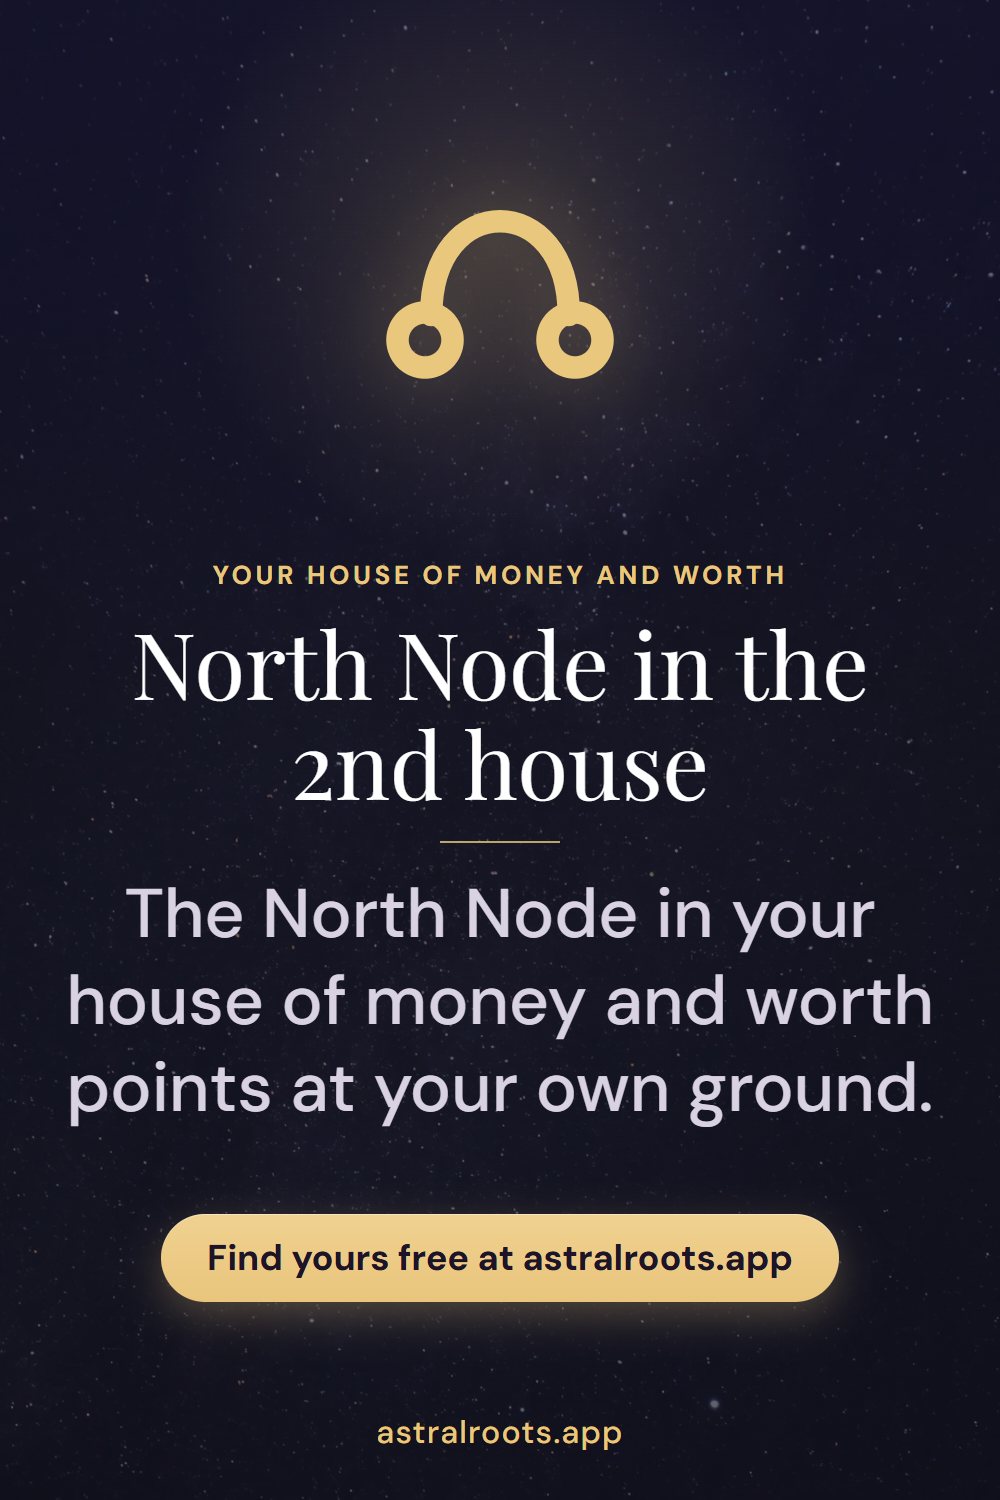 YOUR HOUSE OF MONEY AND WORTH
North Node in the
2nd house
The North Node in your
house of money and worth
points at your own ground.
Find yours free at astralroots.app
astralroots.app